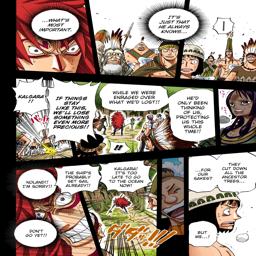 !
IT'S
JUST THAT
HE ALWAYS
KNOWS...
...WHAT'S
MOST
IMPORTANT.
HE'D
ONLY BEEN
THINKING
OF US,
PROTECTING
US THIS
WHOLE TIME!!
WHILE WE WERE
ENRAGED OVER
WHAT WE'D LOST!!
!!
IF THINGS
STAY
LIKE THIS,
WE'LL LOSE
SOMETHING
EVEN MORE
PRECIOUS!!
KALGARA
!!
THEY
CUT DOWN
ALL THE
ANCESTOR
TREES...
...FOR
OUR
SAKES?
BUT
WE...?
KALGARA!
IT'S TOO
LATE TO GO
TO THE OCEAN
NOW!
THE SHIP'S
PROBABLY
SET SAIL
ALREADY!!
NOLAND!!
I'M SORRY!!
DON'T
GO YET!!